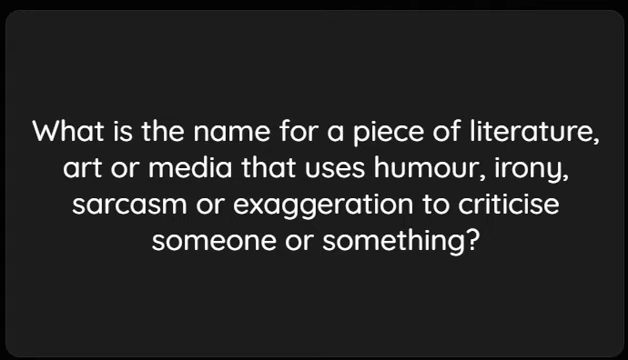 What is the name for a piece of literature,
art or media that uses humour, irony,
sarcasm or exaggeration to criticise
someone or something?